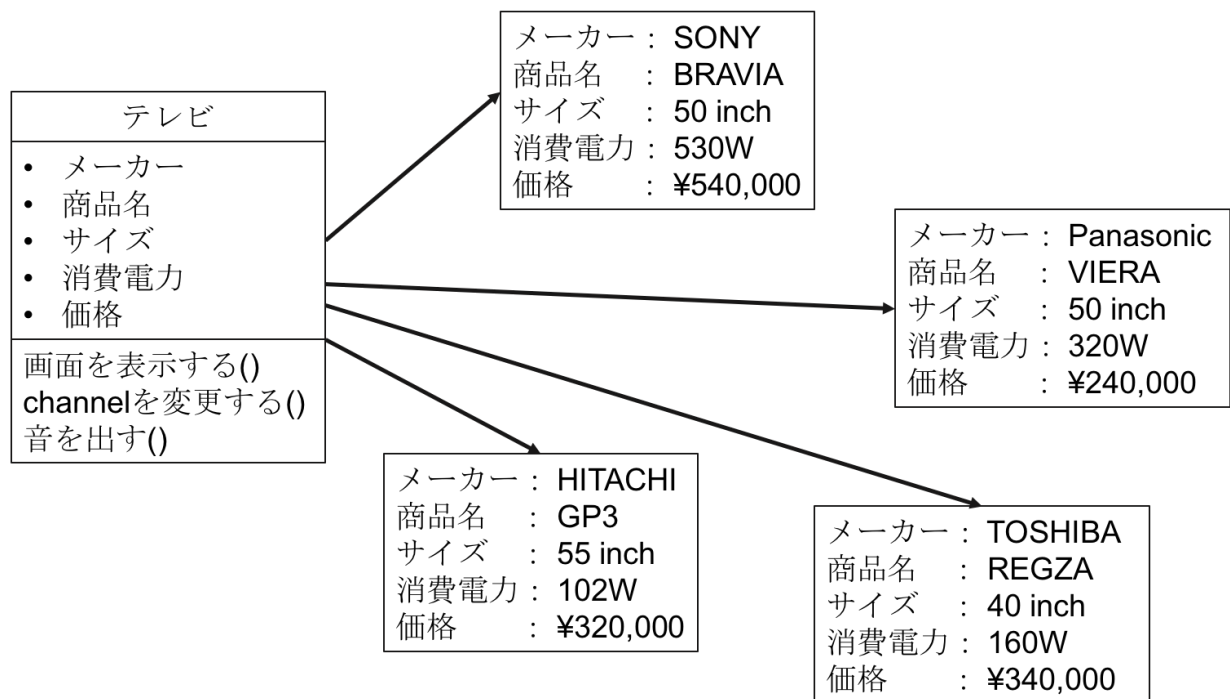 テレビ
• メーカー
• 商品名
• サイズ
• 消費電力
• 価格
画面を表示する()
channelを変更する()
音を出す()
メーカー : SONY
商品名 : BRAVIA
サイズ : 50 inch
消費電力 : 530W
価格 : ¥540,000
メーカー : Panasonic
商品名 : VIERA
サイズ : 50 inch
消費電力 : 320W
価格 : ¥240,000
メーカー : HITACHI
商品名 : GP3
サイズ : 55 inch
消費電力 : 102W
価格 : ¥320,000
メーカー : TOSHIBA
商品名 : REGZA
サイズ : 40 inch
消費電力 : 160W
価格 : ¥340,000